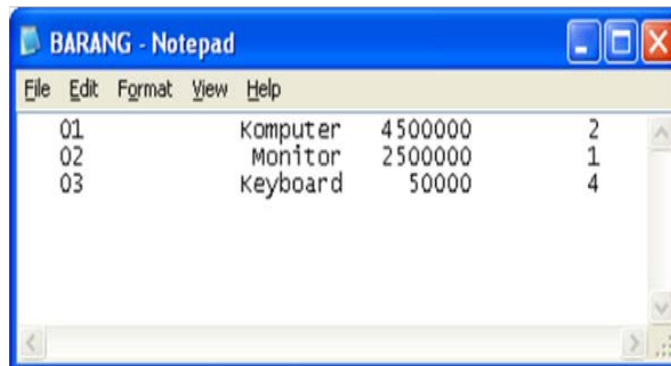 BARANG - Notepad
File Edit Format View Help
01 Komputer 4500000 2
02 Monitor 2500000 1
03 Keyboard 50000 4